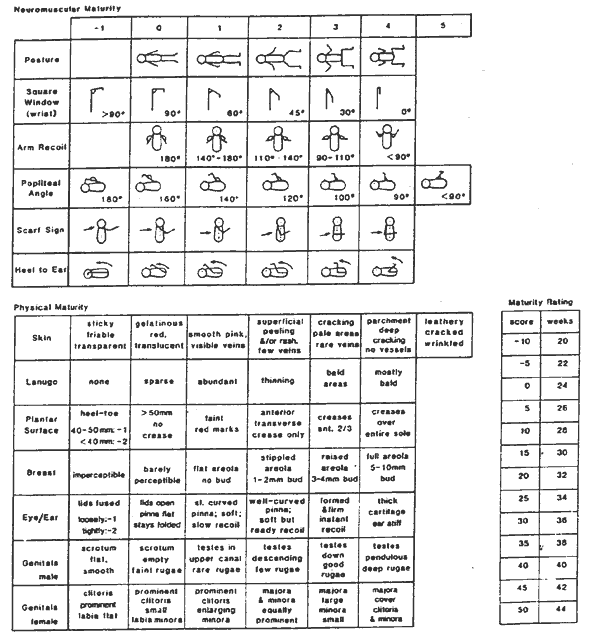 Neuromuscular Maturity
-1 0 1 2 3 4 5
Posture
Square
Window
(wrist)
>90° 90° 60° 45° 30° 0°
Arm Recoil
180° 140°-180° 110°-140° 90-110° <90°
Popliteal
Angle
180° 160° 140° 120° 100° 90° <90°
Scarf Sign
Heel to Ear
Physical Maturity
Skin
sticky
friable
transparent
gelatinous
red,
translucent
smooth pink,
visible veins
superficial
peeling
&/or rash,
few veins
cracking
pale areas
rare veins
parchment
deep
cracking
no vessels
leathery
cracked
wrinkled
Lanugo
none
sparse
abundant
thinning
bald
areas
mostly
bald
Plantar
Surface
heel-toe
40-50mm:-1
<40mm:-2
>50mm
no
crease
faint
red marks
anterior
transverse
crease only
creases
ant. 2/3
creases
over
entire sole
Breast
imperceptible
barely
perceptible
flat areola
no bud
stippled
areola
1-2mm bud
raised
areola
3-4mm bud
full areola
5-10mm
bud
Eye/Ear
lids fused
loosely:-1
tightly:-2
lids open
pinna flat
stays folded
sl. curved
pinna; soft;
slow recoil
well-curved
pinna;
soft but
ready recoil
formed
&firm
instant
recoil
thick
cartilage
ear stiff
Genitals
male
scrotum
flat,
smooth
scrotum
empty
faint rugae
testes in
upper canal
rare rugae
testes
descending
few rugae
testes
down
good
rugae
testes
pendulous
deep rugae
Genitals
female
clitoris
prominent
labia flat
prominent
clitoris
small
labia minora
prominent
clitoris
enlarging
minora
majora
& minora
equally
prominent
majora
large
minora
small
majora
cover
clitoris
& minora
Maturity Rating
score weeks
-10 20
-5 22
0 24
5 26
10 28
15 30
20 32
25 34
30 36
35 38
40 40
45 42
50 44